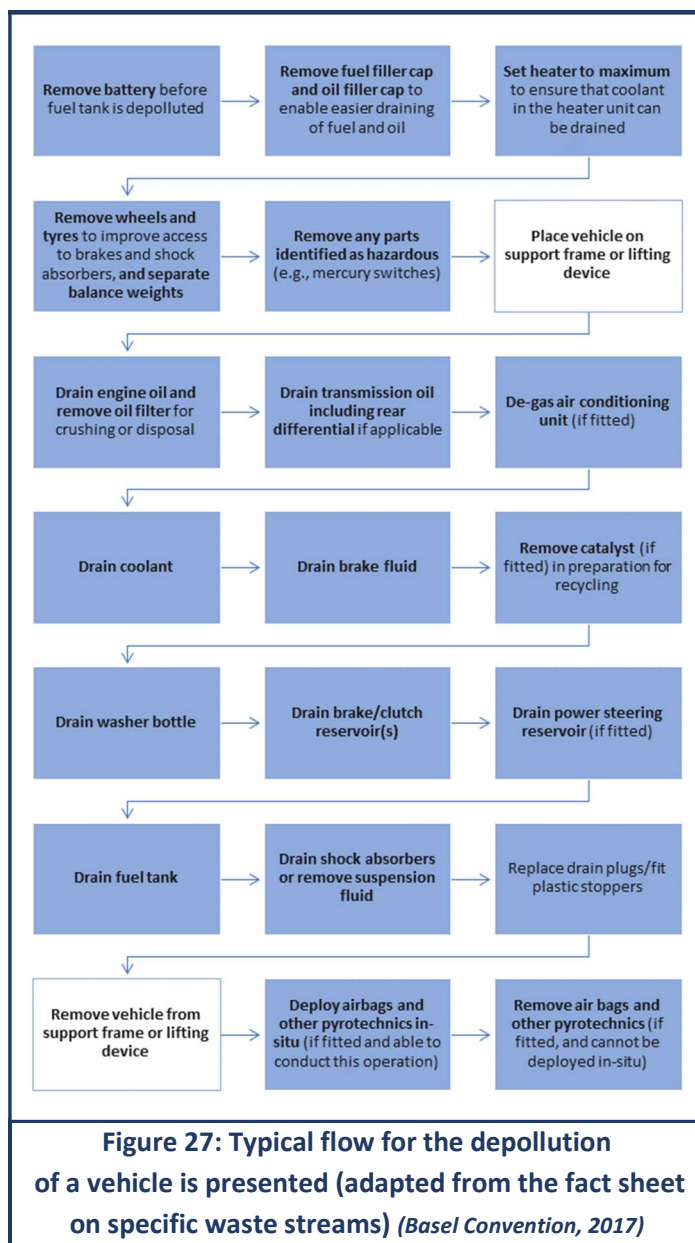 Remove battery before
fuel tank is depolluted
Remove fuel filler cap
and oil filler cap to
enable easier draining
of fuel and oil
Set heater to maximum
to ensure that coolant
in the heater unit can
be drained
Remove wheels and
tyres to improve access
to brakes and shock
absorbers, and separate
balance weights
Remove any parts
identified as hazardous
(e.g., mercury switches)
Place vehicle on
support frame or lifting
device
Drain engine oil and
remove oil filter for
crushing or disposal
Drain transmission oil
including rear
differential if applicable
De-gas air conditioning
unit (if fitted)
Drain coolant
Drain brake fluid
Remove catalyst (if
fitted) in preparation for
recycling
Drain washer bottle
Drain brake/clutch
reservoir(s)
Drain power steering
reservoir (if fitted)
Drain fuel tank
Drain shock absorbers
or remove suspension
fluid
Replace drain plugs/fit
plastic stoppers
Remove vehicle from
support frame or lifting
device
Deploy airbags and
other pyrotechnics in-
situ (if fitted and able to
conduct this operation)
Remove air bags and
other pyrotechnics (if
fitted, and cannot be
deployed in-situ)
Figure 27: Typical flow for the depollution
of a vehicle is presented (adapted from the fact sheet
on specific waste streams) (Basel Convention, 2017)